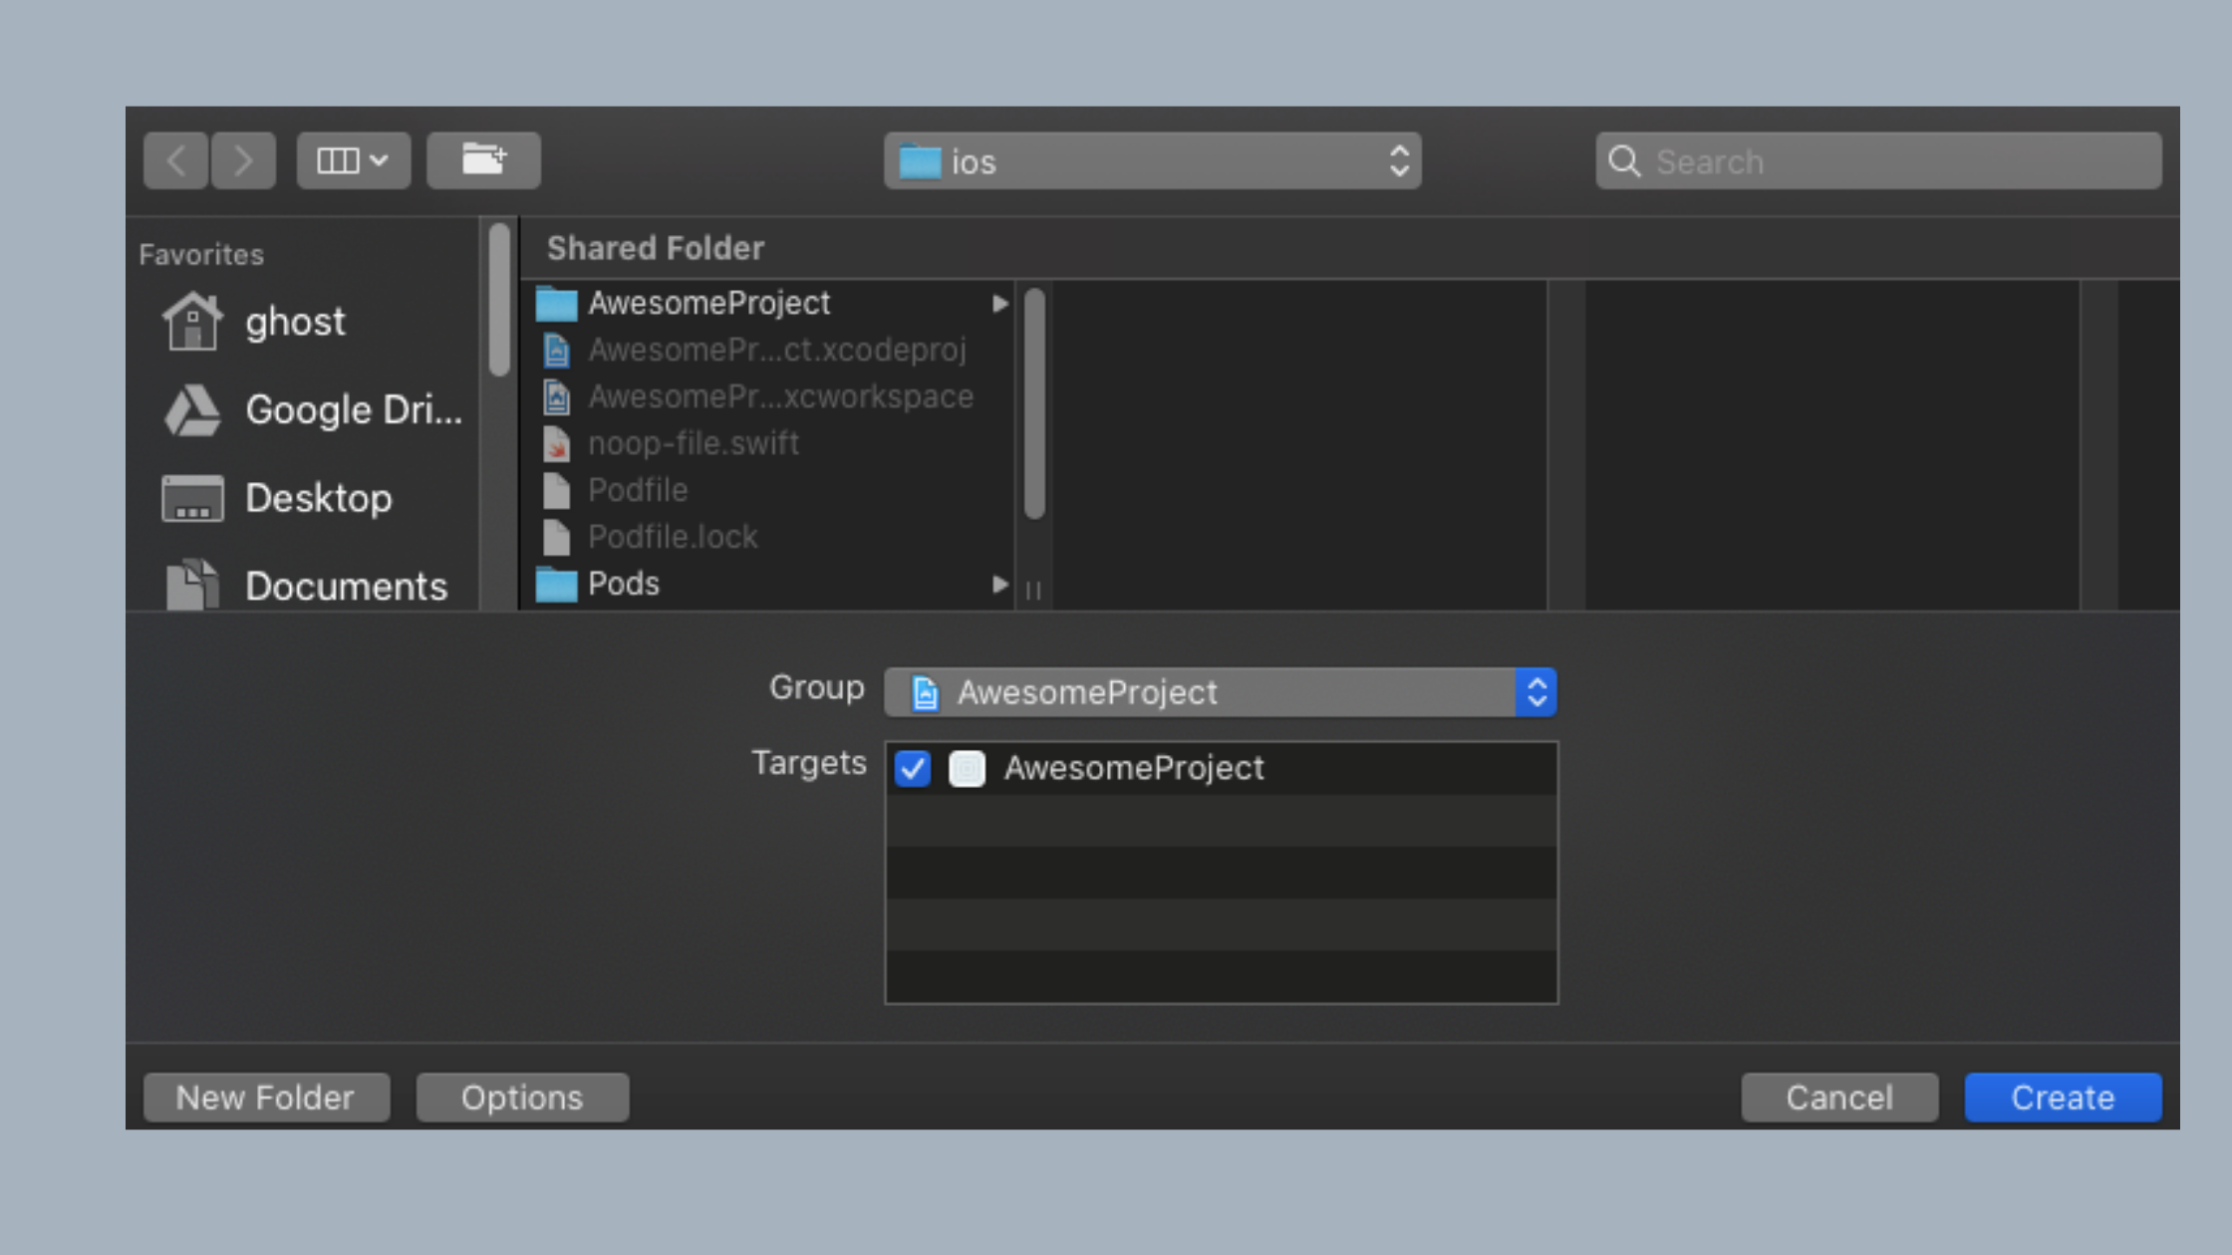 ios
Search
Favorites
ghost
Google Dri...
Desktop
Documents
Shared Folder
AwesomeProject
AwesomePr...ct.xcodeproj
AwesomePr...xcworkspace
noop-file.swift
Podfile
Podfile.lock
Pods
Group
AwesomeProject
Targets
AwesomeProject
New Folder
Options
Cancel
Create